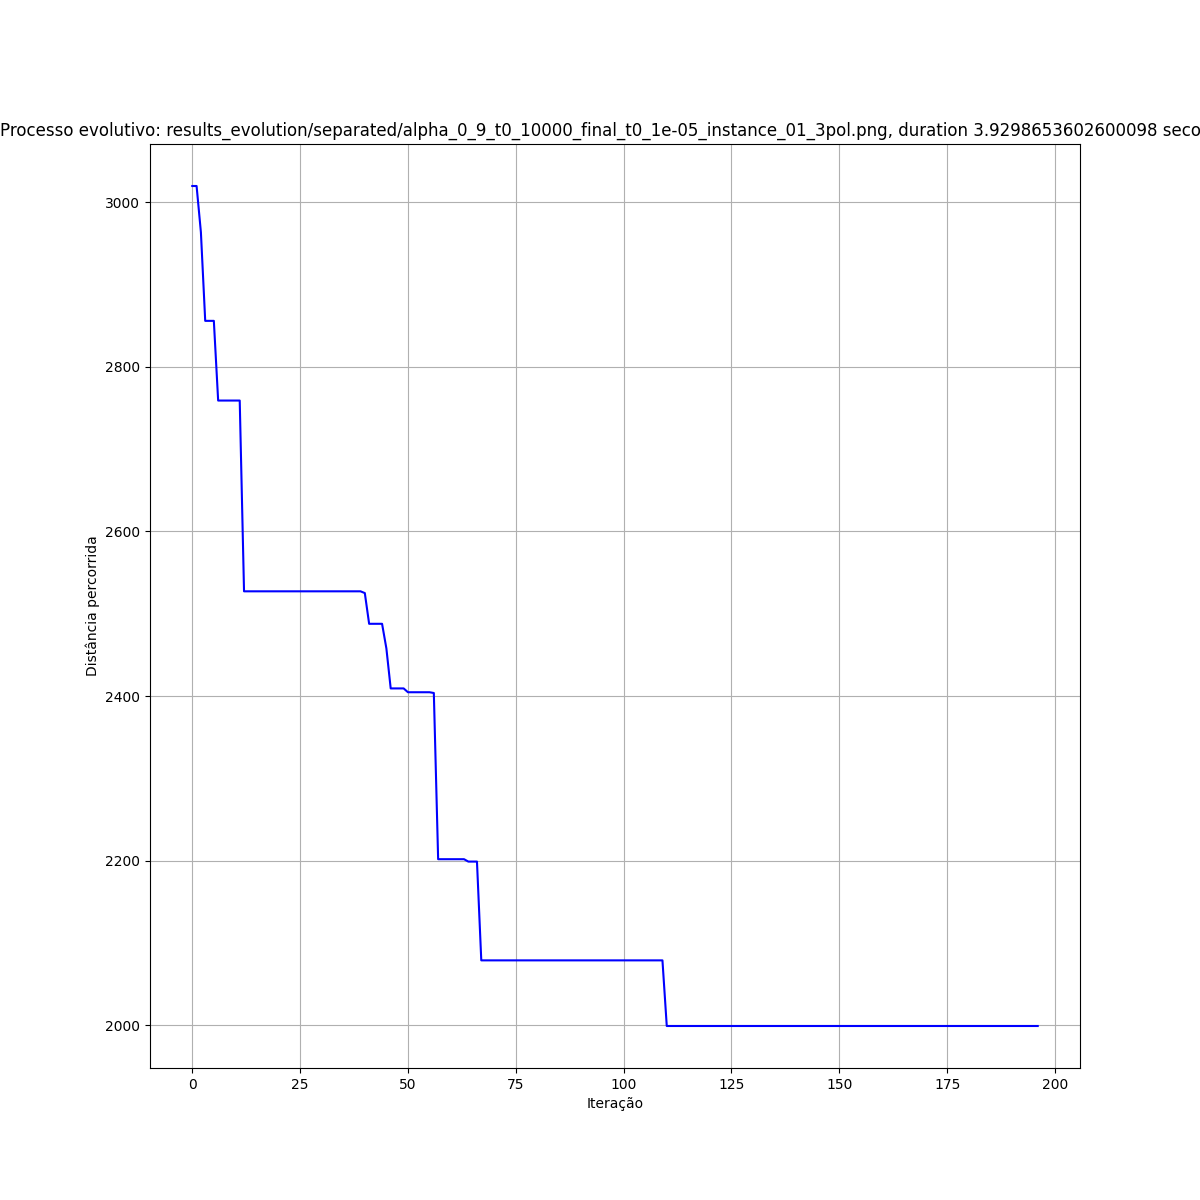 Processo evolutivo: results_evolution/separated/alpha_0_9_t0_10000_final_t0_1e-05_instance_01_3pol.png, duration 3.9298653602600098 seco
3000
2800
2600
2400
2200
2000
Distância percorrida
0 25 50 75 100 125 150 175 200
Iteração